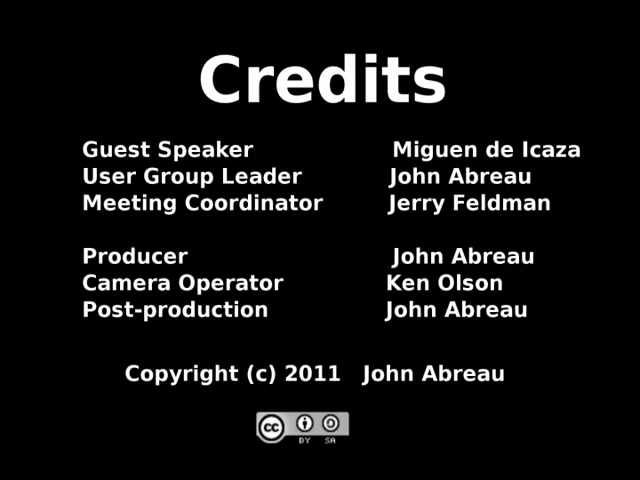 Credits
Guest Speaker Miguen de Icaza
User Group Leader John Abreau
Meeting Coordinator Jerry Feldman
Producer John Abreau
Camera Operator Ken Olson
Post-production John Abreau
Copyright (c) 2011 John Abreau
cc
BY SA